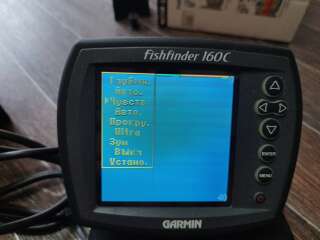 Fishfinder 160C
Глубина
Авто.
Чувств.
Авто.
Прокру.
Ultra
Зум
Выкл
Устано.
ENTER
MENU
GARMIN